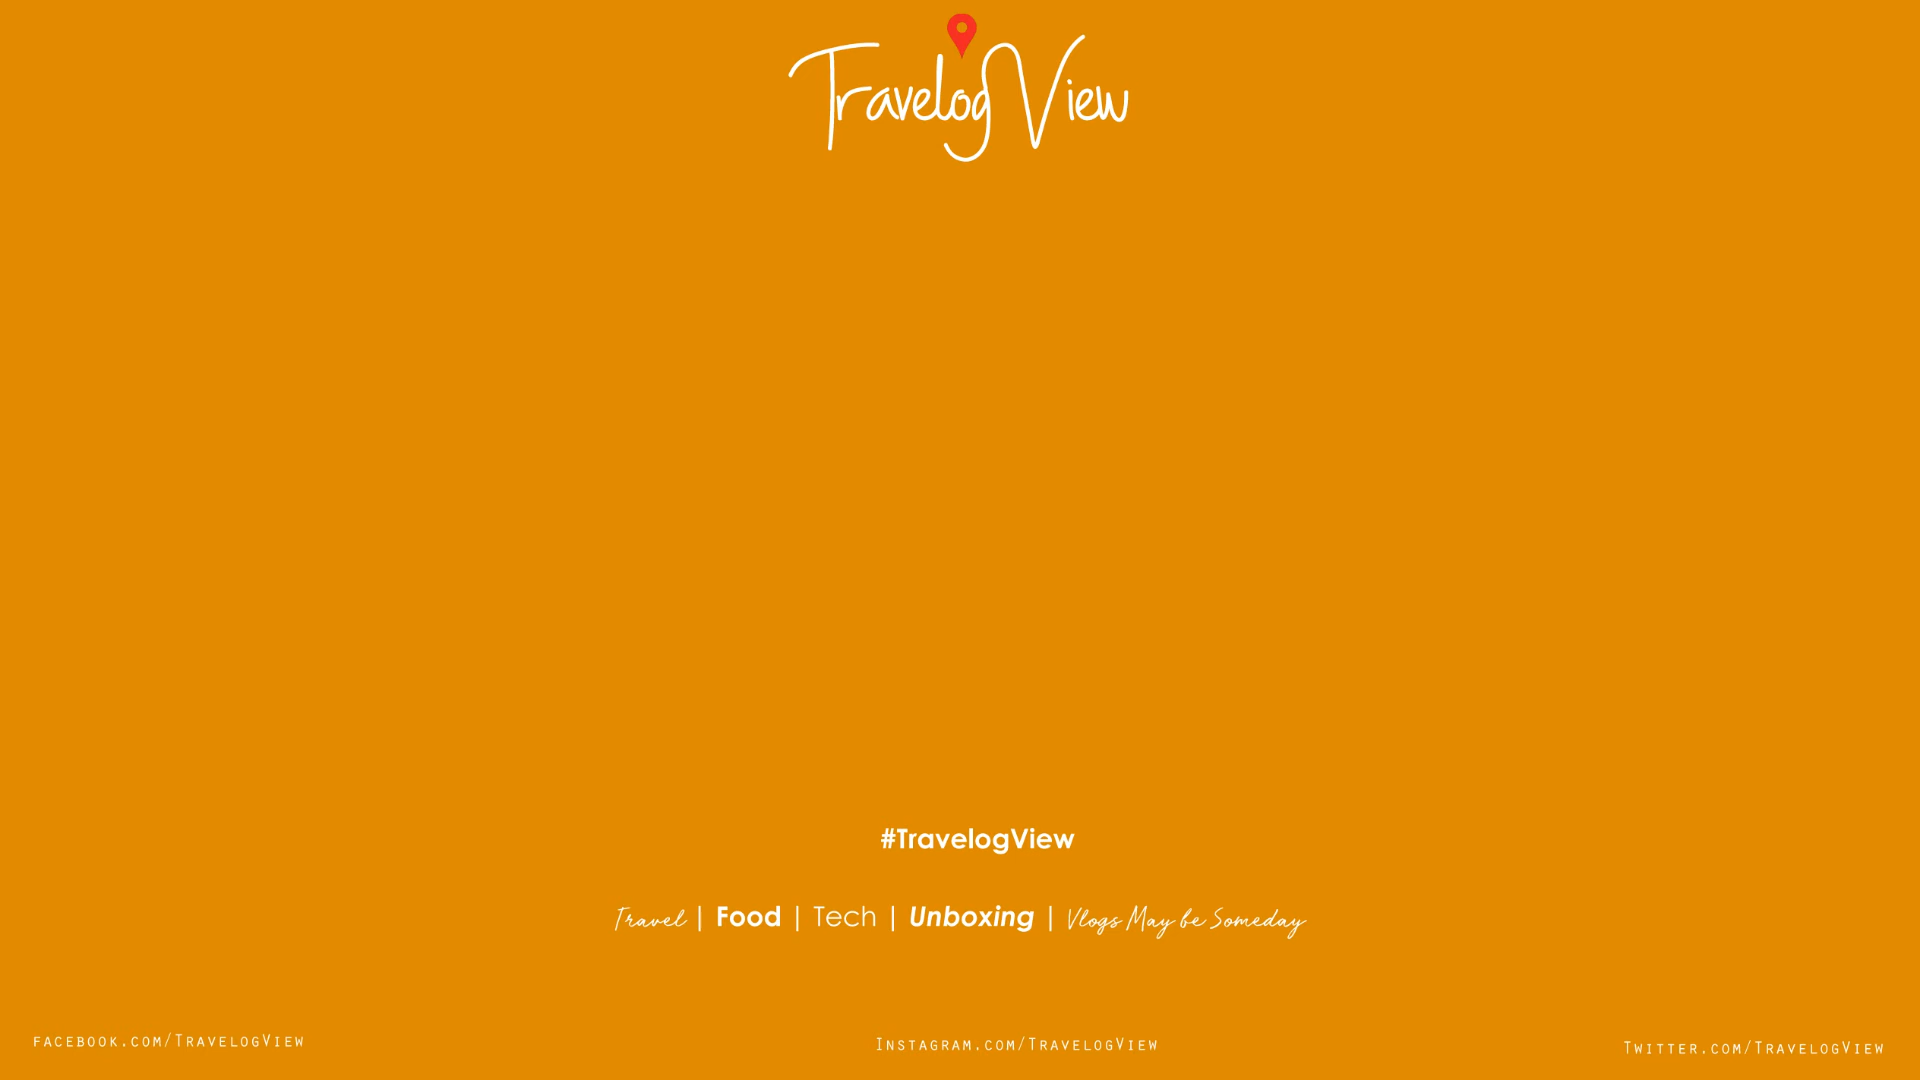 TravelogView
#TravelogView
Travel | Food | Tech | Unboxing | Vlogs May be Someday
facebook.com/TravelogView
Instagram.com/TravelogView
Twitter.com/TravelogView